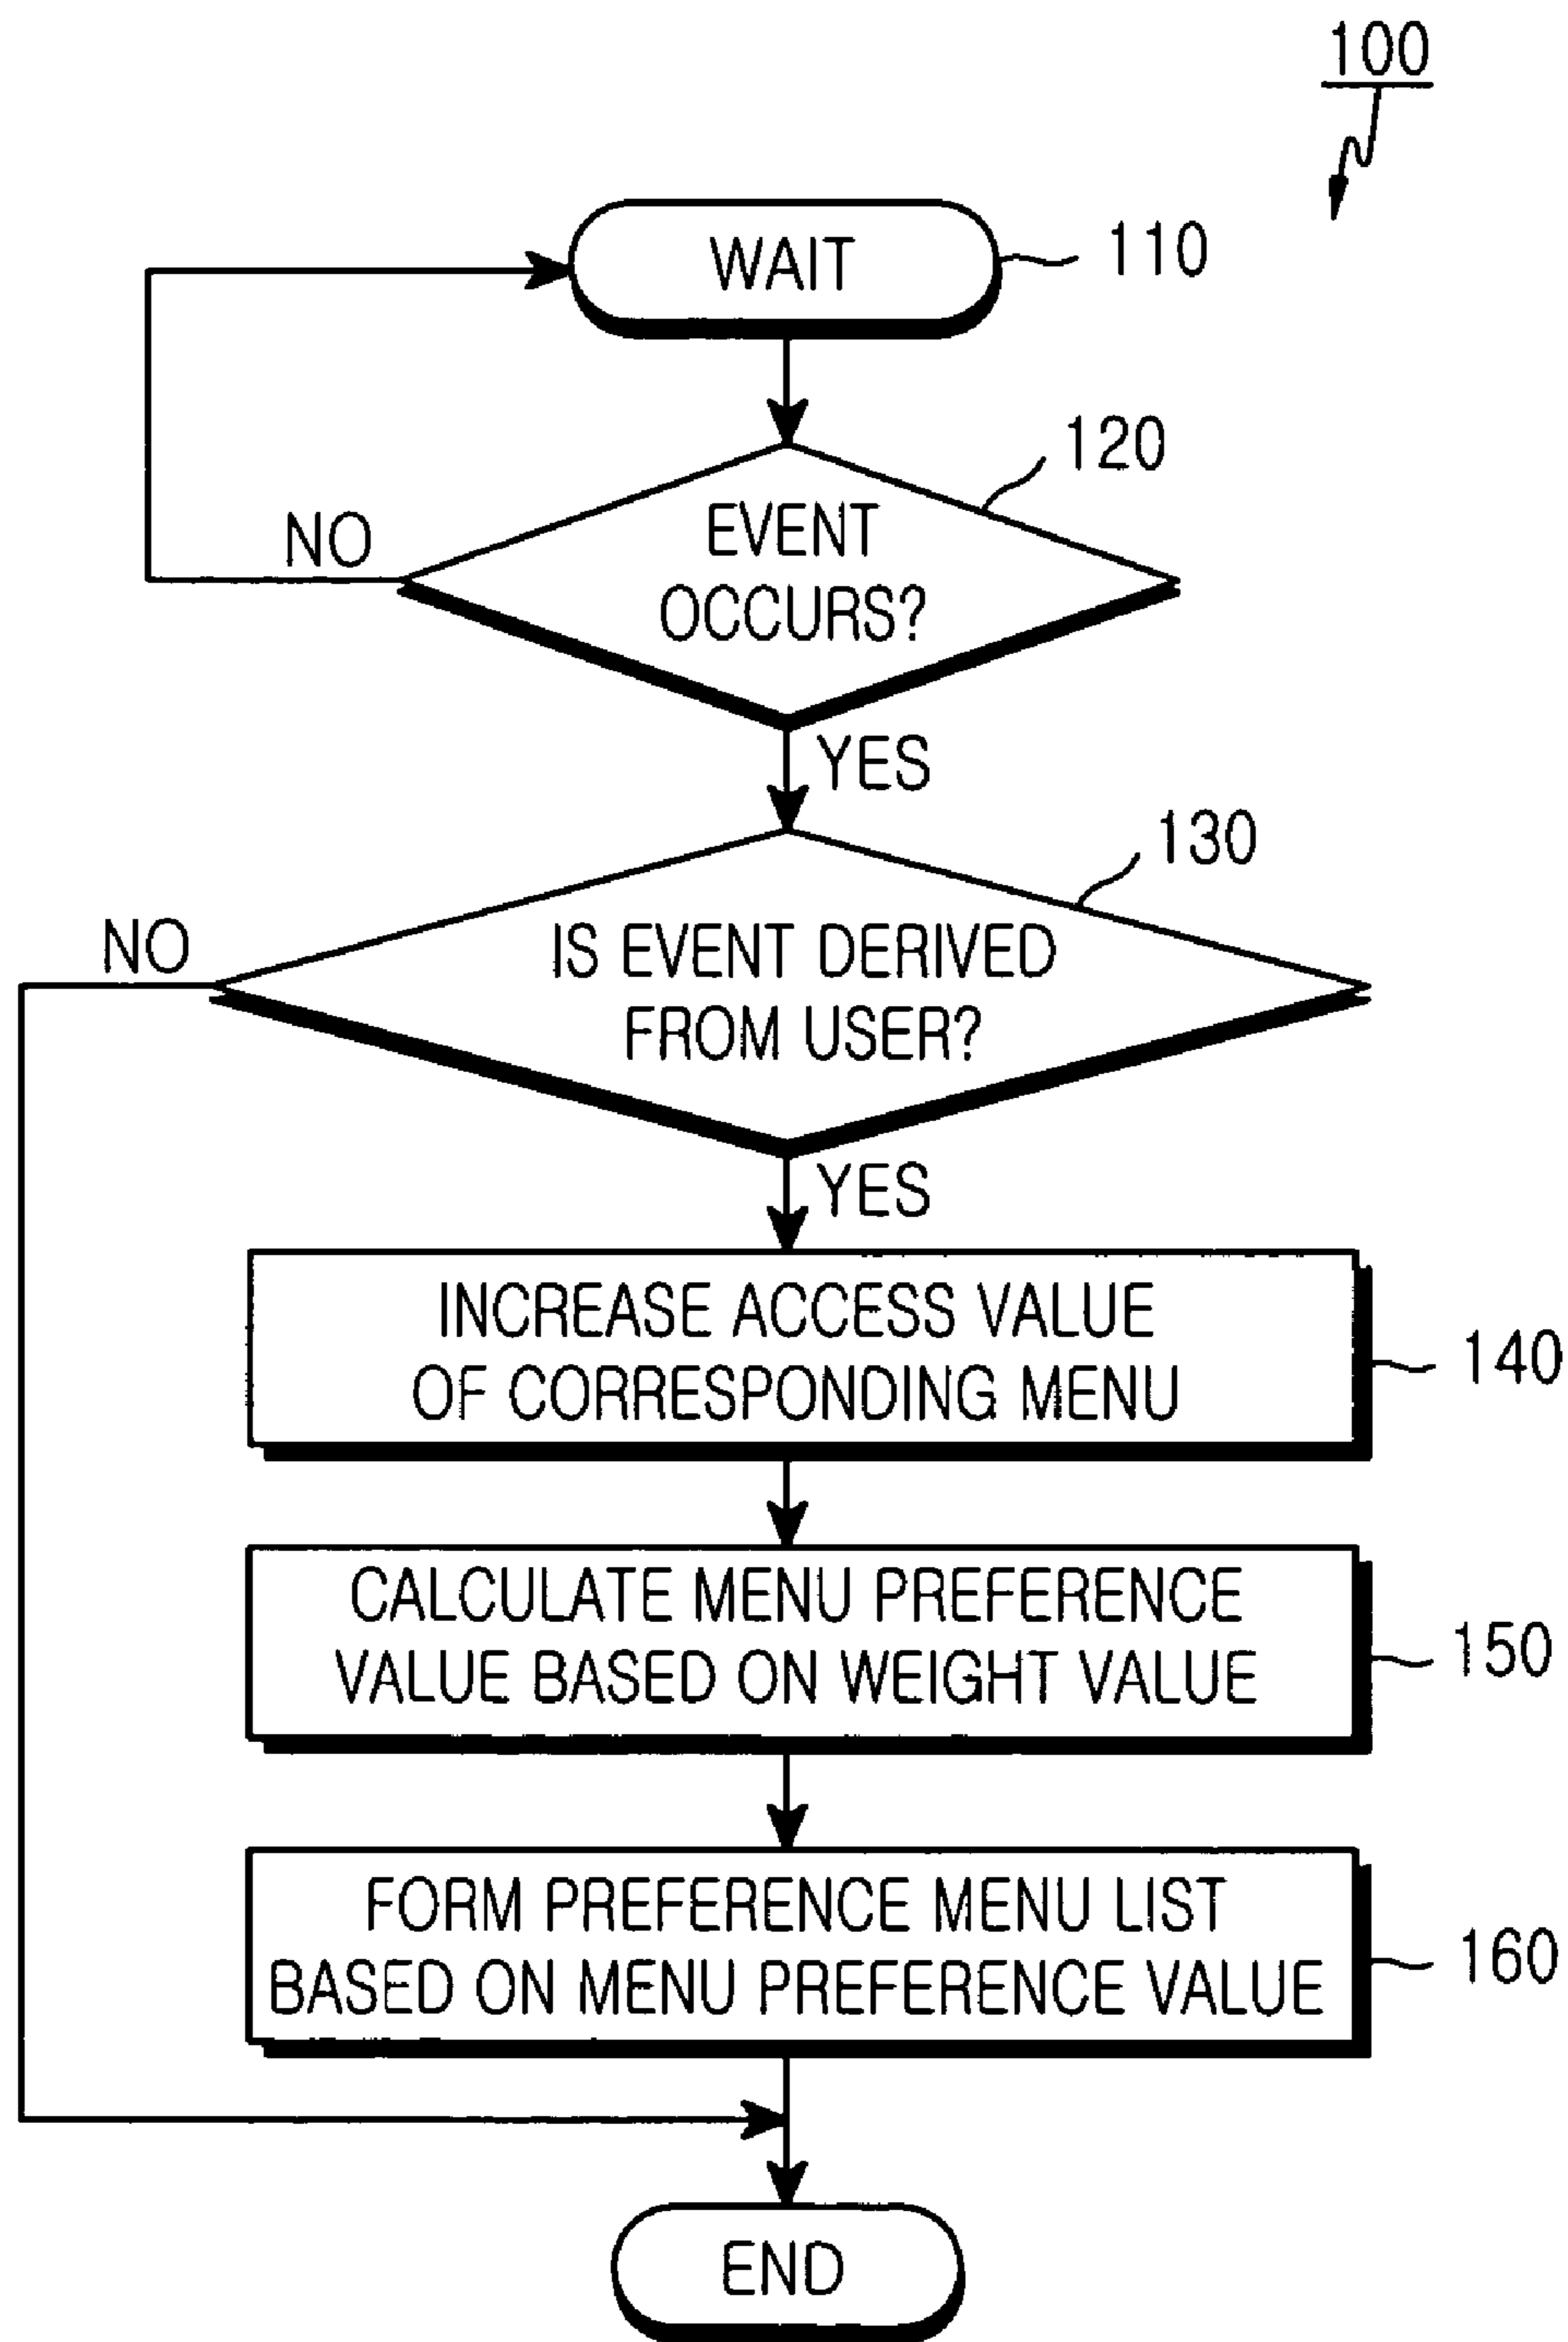 100
WAIT
110
120
EVENT
OCCURS?
NO
YES
130
NO
IS EVENT DERIVED
FROM USER?
YES
INCREASE ACCESS VALUE
OF CORRESPONDING MENU
140
CALCULATE MENU PREFERENCE
VALUE BASED ON WEIGHT VALUE
150
FORM PREFERENCE MENU LIST
BASED ON MENU PREFERENCE VALUE
160
END